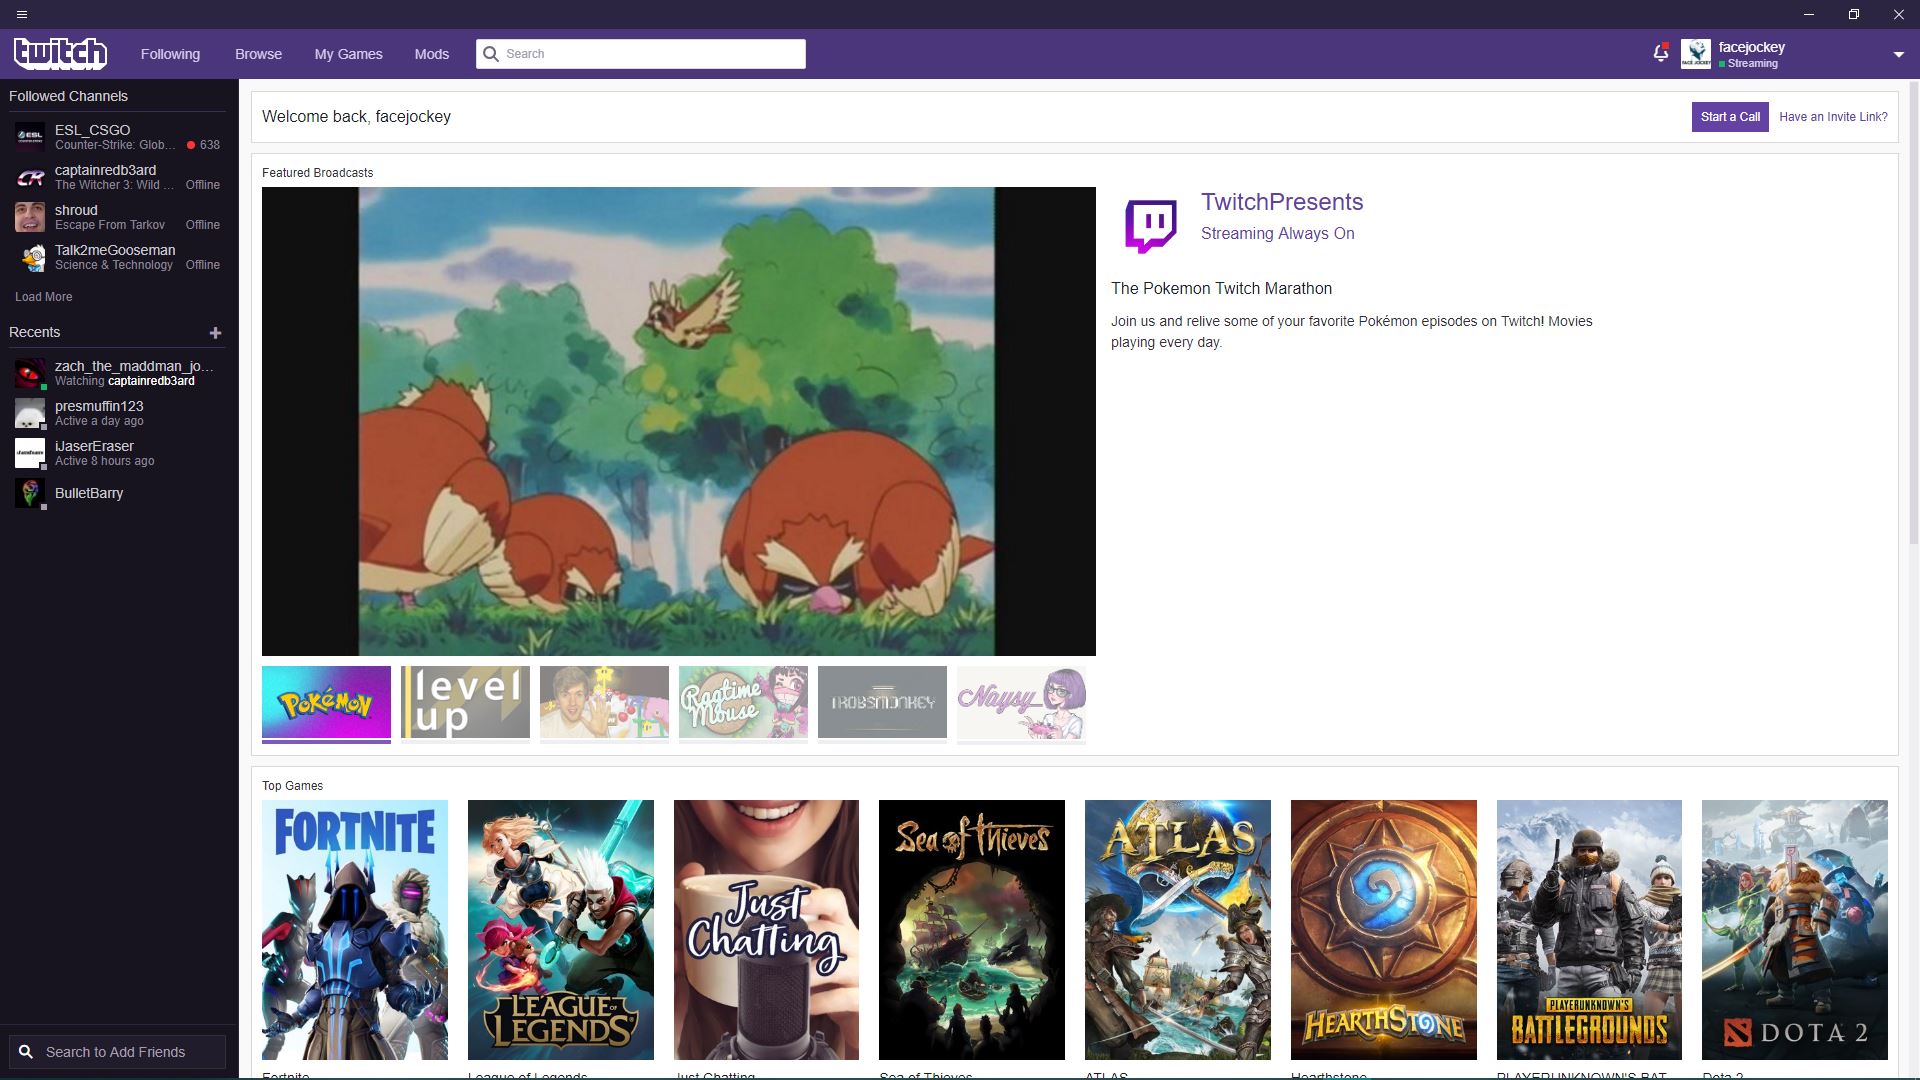 twitch
Following
Browse
My Games
Mods
Search
facejockey
Streaming
Followed Channels
ESL_CSGO
Counter-Strike: Glob...
638
captainredb3ard
The Witcher 3: Wild ...
Offline
shroud
Escape From Tarkov
Offline
Talk2meGooseman
Science & Technology
Offline
Load More
Recents
zach_the_maddman_jo...
Watching captainredb3ard
presmuffin123
Active a day ago
iJaserEraser
Active 8 hours ago
BulletBarry
Search to Add Friends
Welcome back, facejockey
Start a Call
Have an Invite Link?
Featured Broadcasts
TwitchPresents
Streaming Always On
The Pokemon Twitch Marathon
Join us and relive some of your favorite Pokémon episodes on Twitch! Movies
playing every day.
POKéMON
level
up
Ragtime
Mouse
Naysy_
Top Games
FORTNITE
LEAGUE OF
LEGENDS
Just
Chatting
Sea of Thieves
ATLAS
HEARTHSTONE
PLAYERUNKNOWN'S
BATTLEGROUNDS
DOTA 2
Fortnite
League of Legends
Just Chatting
Sea of Thieves
ATLAS
Hearthstone
PLAYERUNKNOWN'S BAT...
Dota 2